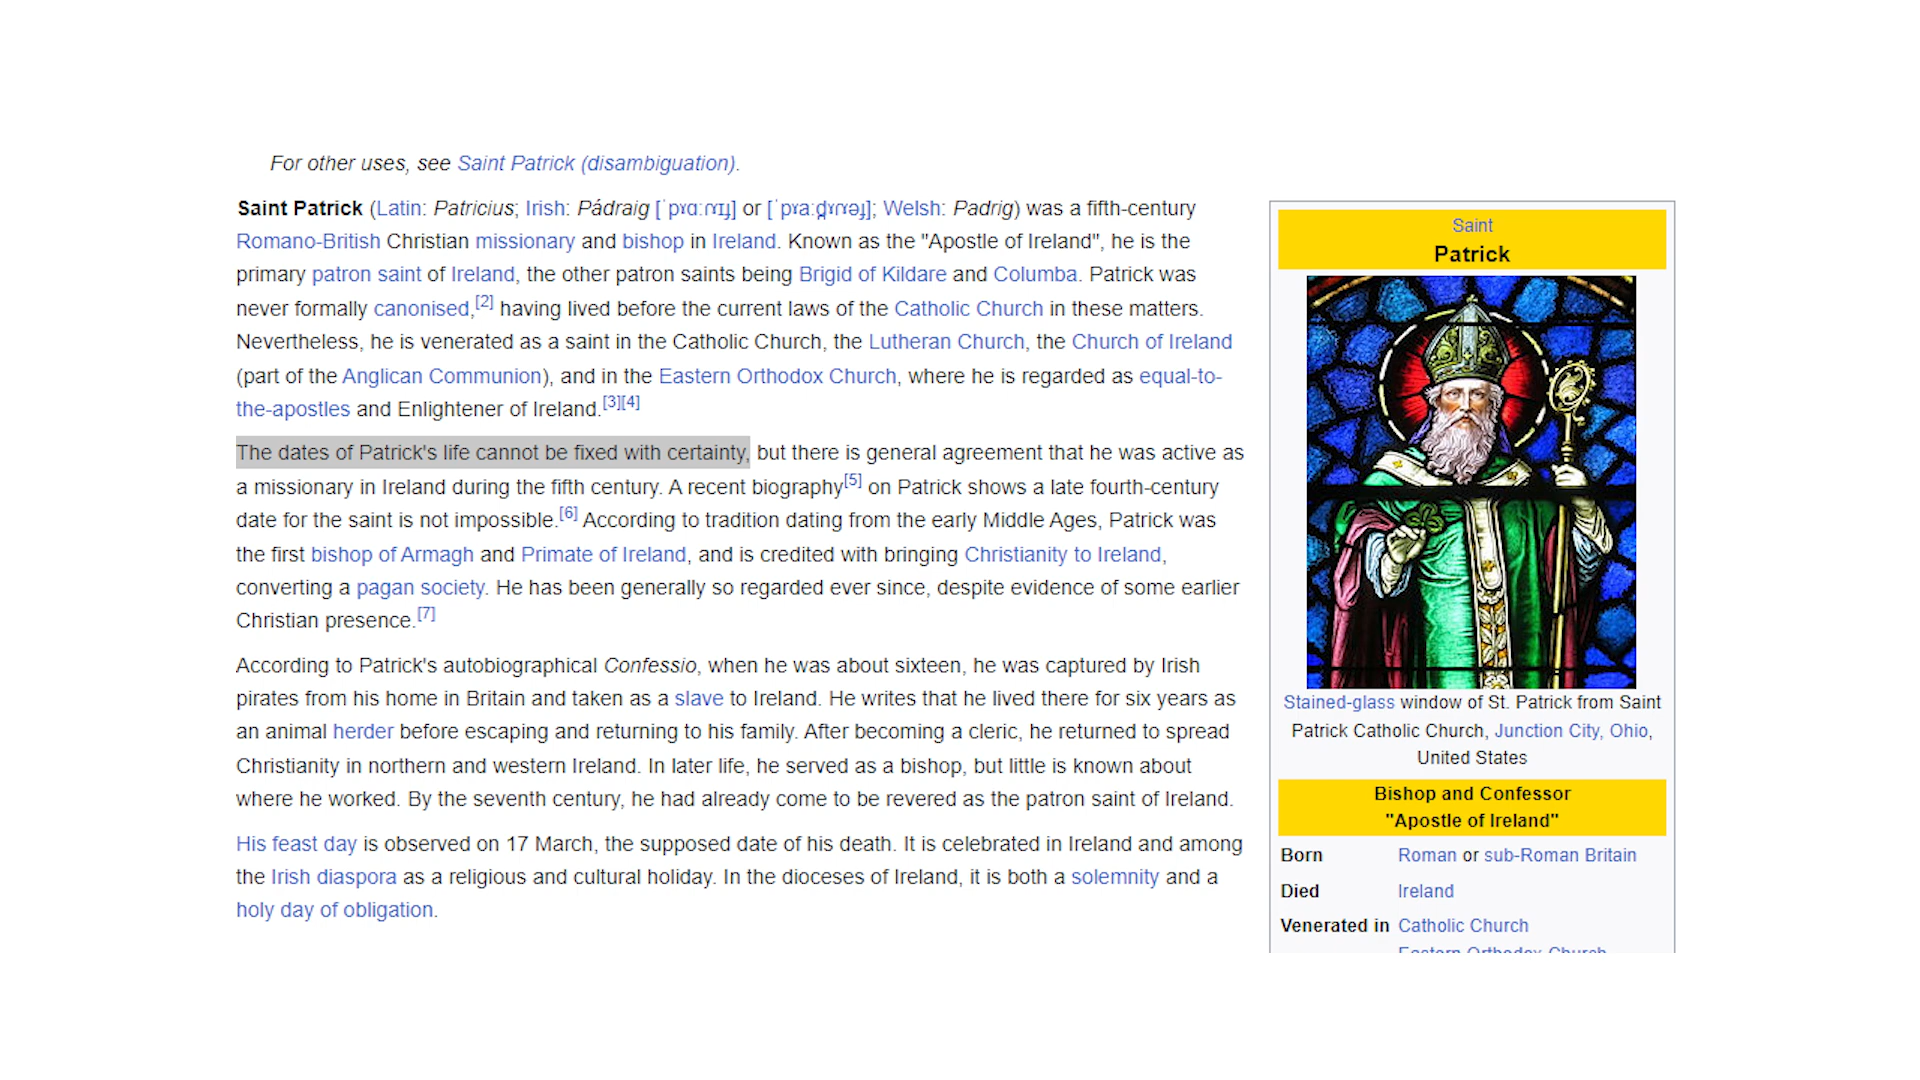 For other uses, see Saint Patrick (disambiguation).
Saint Patrick (Latin: Patricius; Irish: Pádraig [ˈpˠɑːɾˠɪɟ] or [ˈpˠaːd̪ˠɾˠəɟ]; Welsh: Padrig) was a fifth-century
Romano-British Christian missionary and bishop in Ireland. Known as the "Apostle of Ireland", he is the
primary patron saint of Ireland, the other patron saints being Brigid of Kildare and Columba. Patrick was
never formally canonised,[2] having lived before the current laws of the Catholic Church in these matters.
Nevertheless, he is venerated as a saint in the Catholic Church, the Lutheran Church, the Church of Ireland
(part of the Anglican Communion), and in the Eastern Orthodox Church, where he is regarded as equal-to-
the-apostles and Enlightener of Ireland.[3][4]
The dates of Patrick's life cannot be fixed with certainty, but there is general agreement that he was active as
a missionary in Ireland during the fifth century. A recent biography[5] on Patrick shows a late fourth-century
date for the saint is not impossible.[6] According to tradition dating from the early Middle Ages, Patrick was
the first bishop of Armagh and Primate of Ireland, and is credited with bringing Christianity to Ireland,
converting a pagan society. He has been generally so regarded ever since, despite evidence of some earlier
Christian presence.[7]
According to Patrick's autobiographical Confessio, when he was about sixteen, he was captured by Irish
pirates from his home in Britain and taken as a slave to Ireland. He writes that he lived there for six years as
an animal herder before escaping and returning to his family. After becoming a cleric, he returned to spread
Christianity in northern and western Ireland. In later life, he served as a bishop, but little is known about
where he worked. By the seventh century, he had already come to be revered as the patron saint of Ireland.
His feast day is observed on 17 March, the supposed date of his death. It is celebrated in Ireland and among
the Irish diaspora as a religious and cultural holiday. In the dioceses of Ireland, it is both a solemnity and a
holy day of obligation.
Saint
Patrick
Stained-glass window of St. Patrick from Saint
Patrick Catholic Church, Junction City, Ohio,
United States
Bishop and Confessor
"Apostle of Ireland"
Born Roman or sub-Roman Britain
Died Ireland
Venerated in Catholic Church
Eastern Orthodox Church